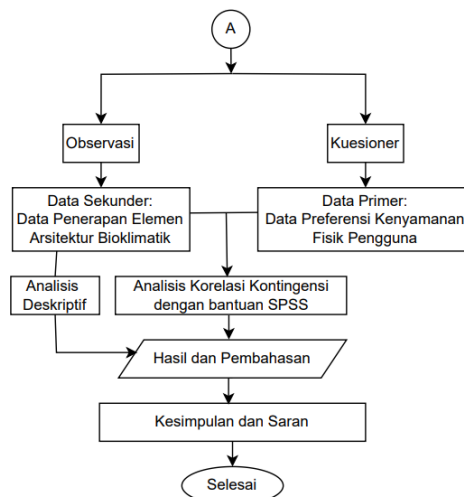 A
Observasi
Kuesioner
Data Sekunder:
Data Penerapan Elemen
Arsitektur Bioklimatik
Data Primer:
Data Preferensi Kenyamanan
Fisik Pengguna
Analisis
Deskriptif
Analisis Korelasi Kontingensi
dengan bantuan SPSS
Hasil dan Pembahasan
Kesimpulan dan Saran
Selesai